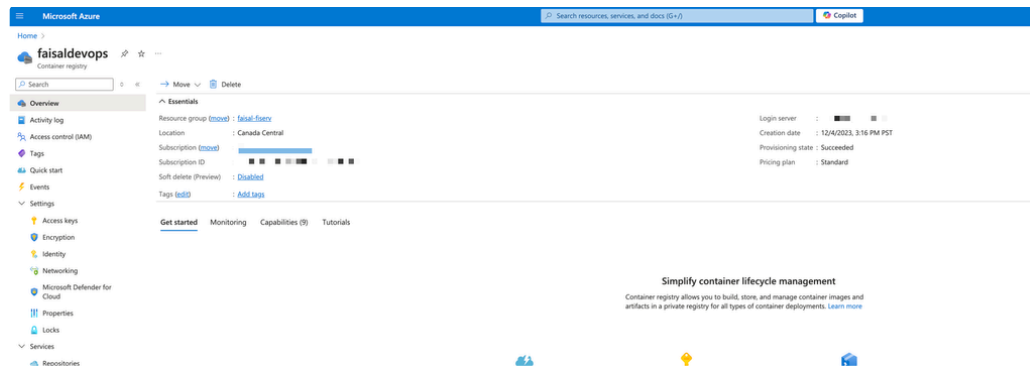 Microsoft Azure
Search resources, services, and docs (G+/)
Copilot
Home >
faisaldevops
Container registry
Search
Move
Delete
Overview
Activity log
Access control (IAM)
Tags
Quick start
Events
Settings
Access keys
Encryption
Identity
Networking
Microsoft Defender for
Cloud
Properties
Locks
Services
Repositories
Essentials
Resource group (move) : faisal-fiserv
Location : Canada Central
Subscription (move)
Subscription ID
Soft delete (Preview) : Disabled
Tags (edit) : Add tags
Login server :
Creation date : 12/4/2023, 3:16 PM PST
Provisioning state : Succeeded
Pricing plan : Standard
Get started Monitoring Capabilities (9) Tutorials
Simplify container lifecycle management
Container registry allows you to build, store, and manage container images and
artifacts in a private registry for all types of container deployments. Learn more